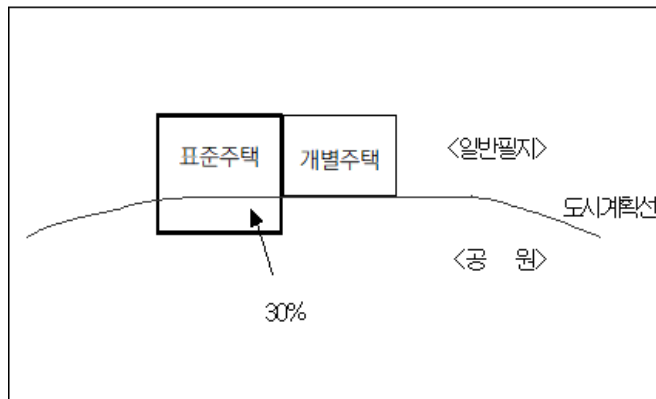 표준주택
개별주택
<일반필지>
도시계획선
<공 원>
30%